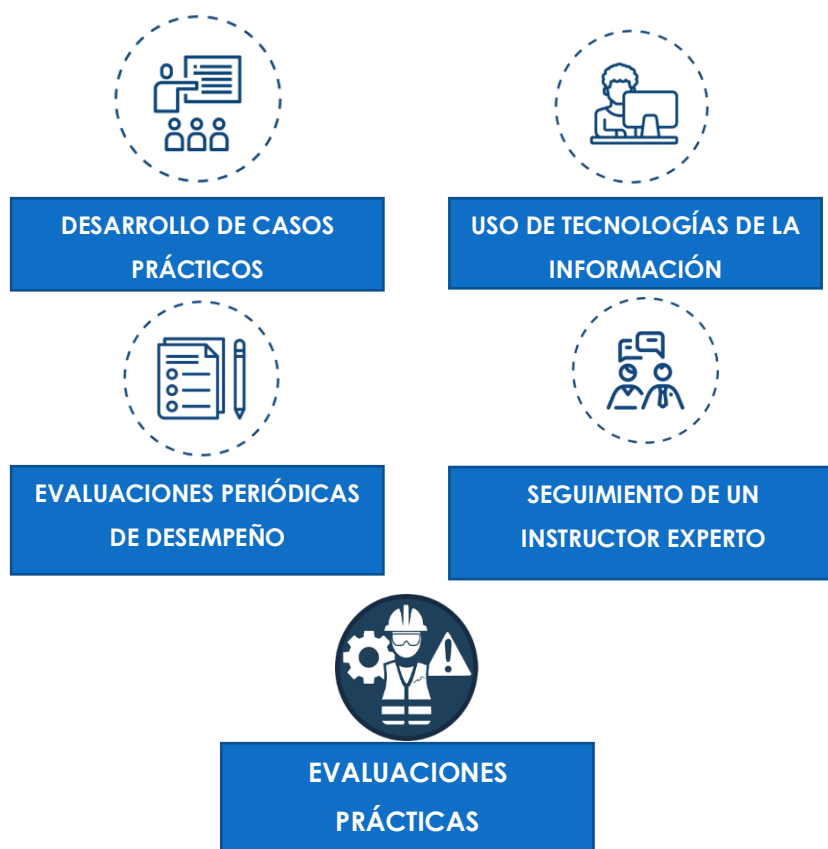 DESARROLLO DE CASOS
PRÁCTICOS
USO DE TECNOLOGÍAS DE LA
INFORMACIÓN
EVALUACIONES PERIÓDICAS
DE DESEMPEÑO
SEGUIMIENTO DE UN
INSTRUCTOR EXPERTO
EVALUACIONES
PRÁCTICAS